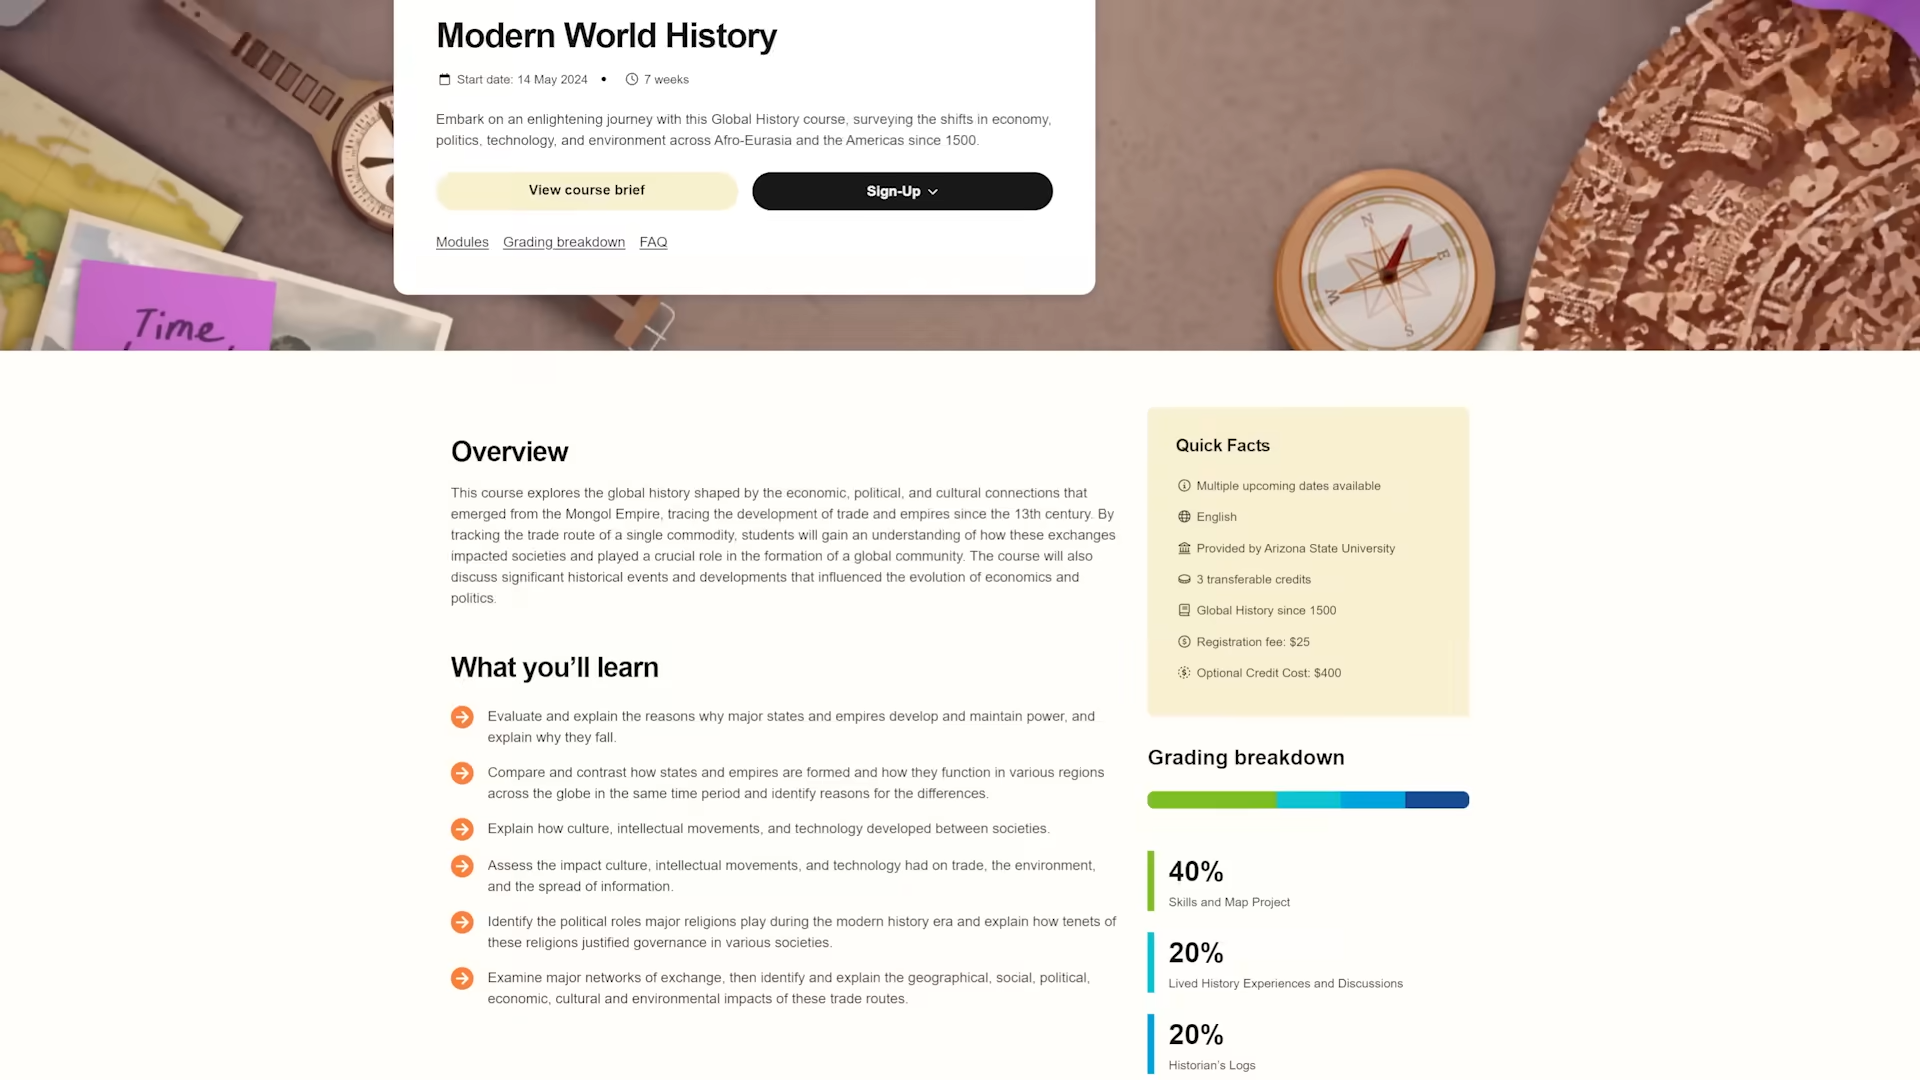 Modern World History
Start date: 14 May 2024 • 7 weeks
Embark on an enlightening journey with this Global History course, surveying the shifts in economy,
politics, technology, and environment across Afro-Eurasia and the Americas since 1500.
View course brief
Sign-Up
Modules Grading breakdown FAQ
N
E
S
W
Time
Overview
This course explores the global history shaped by the economic, political, and cultural connections that
emerged from the Mongol Empire, tracing the development of trade and empires since the 13th century. By
tracking the trade route of a single commodity, students will gain an understanding of how these exchanges
impacted societies and played a crucial role in the formation of a global community. The course will also
discuss significant historical events and developments that influenced the evolution of economics and
politics.
What you’ll learn
Evaluate and explain the reasons why major states and empires develop and maintain power, and
explain why they fall.
Compare and contrast how states and empires are formed and how they function in various regions
across the globe in the same time period and identify reasons for the differences.
Explain how culture, intellectual movements, and technology developed between societies.
Assess the impact culture, intellectual movements, and technology had on trade, the environment,
and the spread of information.
Identify the political roles major religions play during the modern history era and explain how tenets of
these religions justified governance in various societies.
Examine major networks of exchange, then identify and explain the geographical, social, political,
economic, cultural and environmental impacts of these trade routes.
Quick Facts
Multiple upcoming dates available
English
Provided by Arizona State University
3 transferable credits
Global History since 1500
Registration fee: $25
Optional Credit Cost: $400
Grading breakdown
40%
Skills and Map Project
20%
Lived History Experiences and Discussions
20%
Historian’s Logs